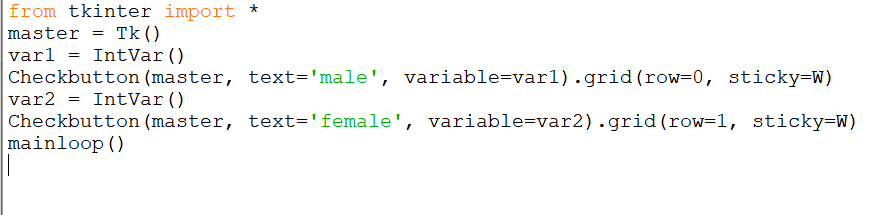 from tkinter import *
master = Tk()
var1 = IntVar()
Checkbutton(master, text='male', variable=var1).grid(row=0, sticky=W)
var2 = IntVar()
Checkbutton(master, text='female', variable=var2).grid(row=1, sticky=W)
mainloop()